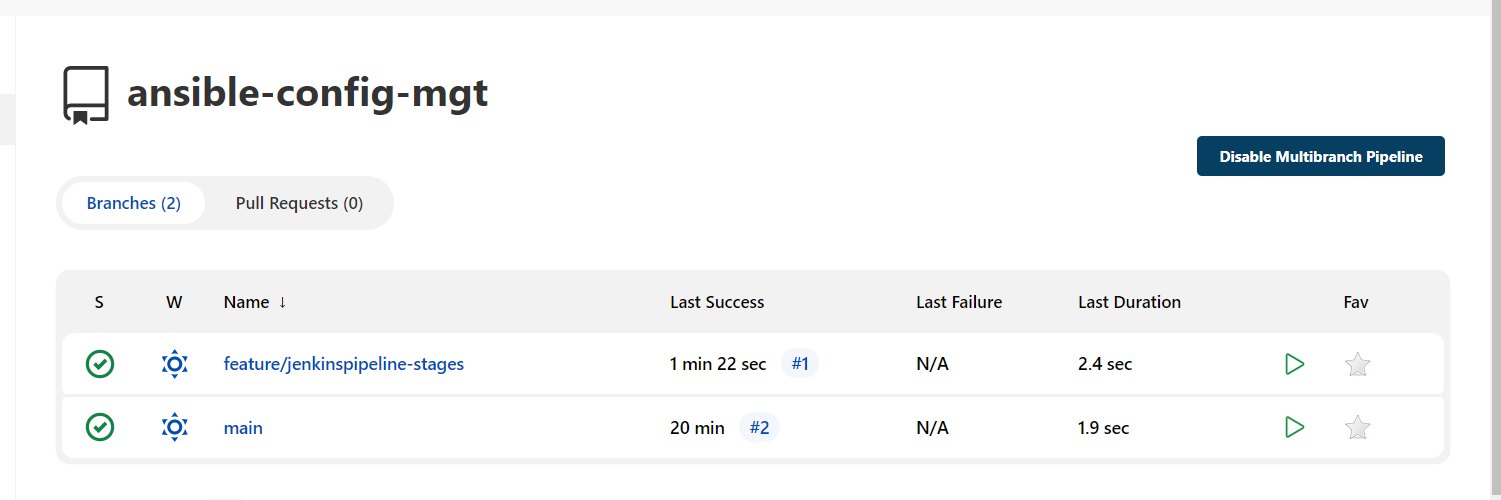 ansible-config-mgt
Disable Multibranch Pipeline
Branches (2) Pull Requests (0)
S W Name ↓ Last Success Last Failure Last Duration Fav
feature/jenkinspipeline-stages 1 min 22 sec #1 N/A 2.4 sec
main 20 min #2 N/A 1.9 sec